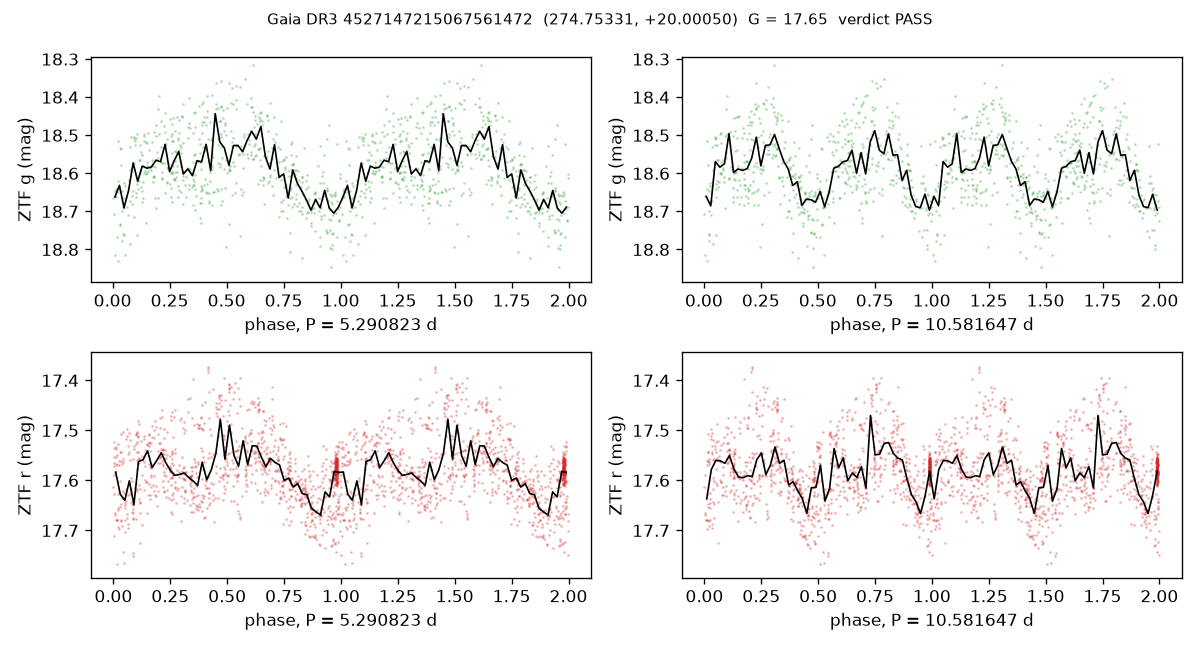 Gaia DR3 4527147215067561472 (274.75331, +20.00050) G = 17.65 verdict PASS
ZTF g (mag)
18.3
18.4
18.5
18.6
18.7
18.8
0.00 0.25 0.50 0.75 1.00 1.25 1.50 1.75 2.00
phase, P = 5.290823 d
ZTF g (mag)
18.3
18.4
18.5
18.6
18.7
18.8
0.00 0.25 0.50 0.75 1.00 1.25 1.50 1.75 2.00
phase, P = 10.581647 d
ZTF r (mag)
17.4
17.5
17.6
17.7
0.00 0.25 0.50 0.75 1.00 1.25 1.50 1.75 2.00
phase, P = 5.290823 d
ZTF r (mag)
17.4
17.5
17.6
17.7
0.00 0.25 0.50 0.75 1.00 1.25 1.50 1.75 2.00
phase, P = 10.581647 d